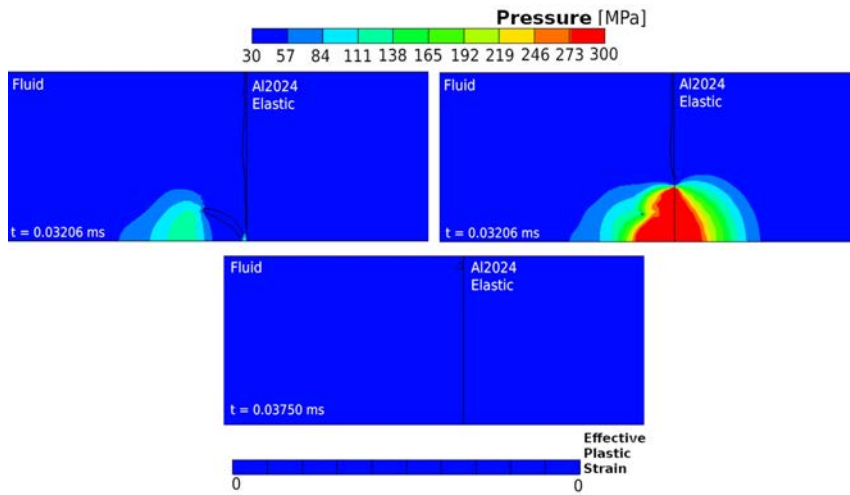 Pressure [MPa]
30 57 84 111 138 165 192 219 246 273 300
Fluid
Al2024
Elastic
t = 0.03206 ms
Fluid
Al2024
Elastic
t = 0.03206 ms
Fluid
Al2024
Elastic
t = 0.03750 ms
Effective
Plastic
Strain
0 0